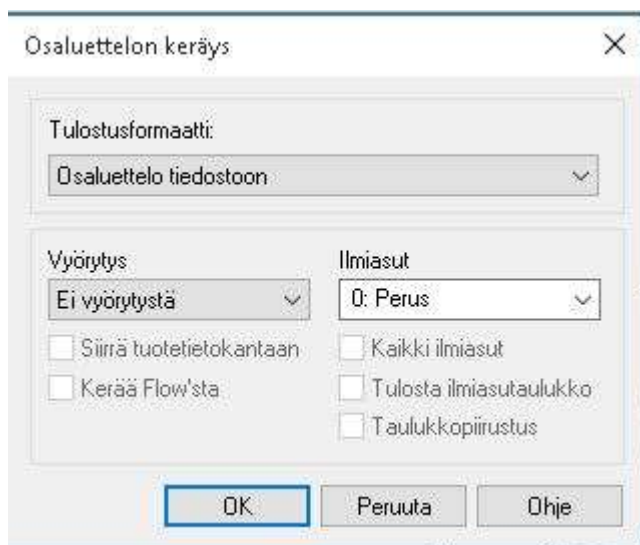 Osaluettelon keräys
Tulostusformaatti:
Osaluettelo tiedostoon
Vyörytys
Ilmiasut
Ei vyörytystä
0: Perus
Siirrä tuotetietokantaan
Kaikki ilmiasut
Kerää Flow'sta
Tulosta ilmiasutaulukko
Taulukkopiirustus
OK
Peruuta
Ohje